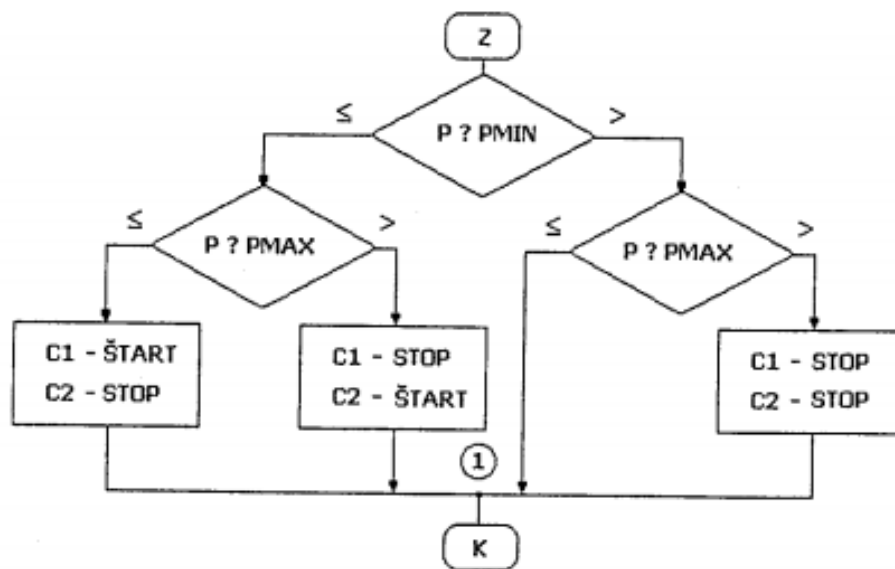 Z
≤
P ? PMIN
>
≤
P ? PMAX
>
≤
P ? PMAX
>
C1 - ŠTART
C2 - STOP
C1 - STOP
C2 - ŠTART
C1 - STOP
C2 - STOP
1
K